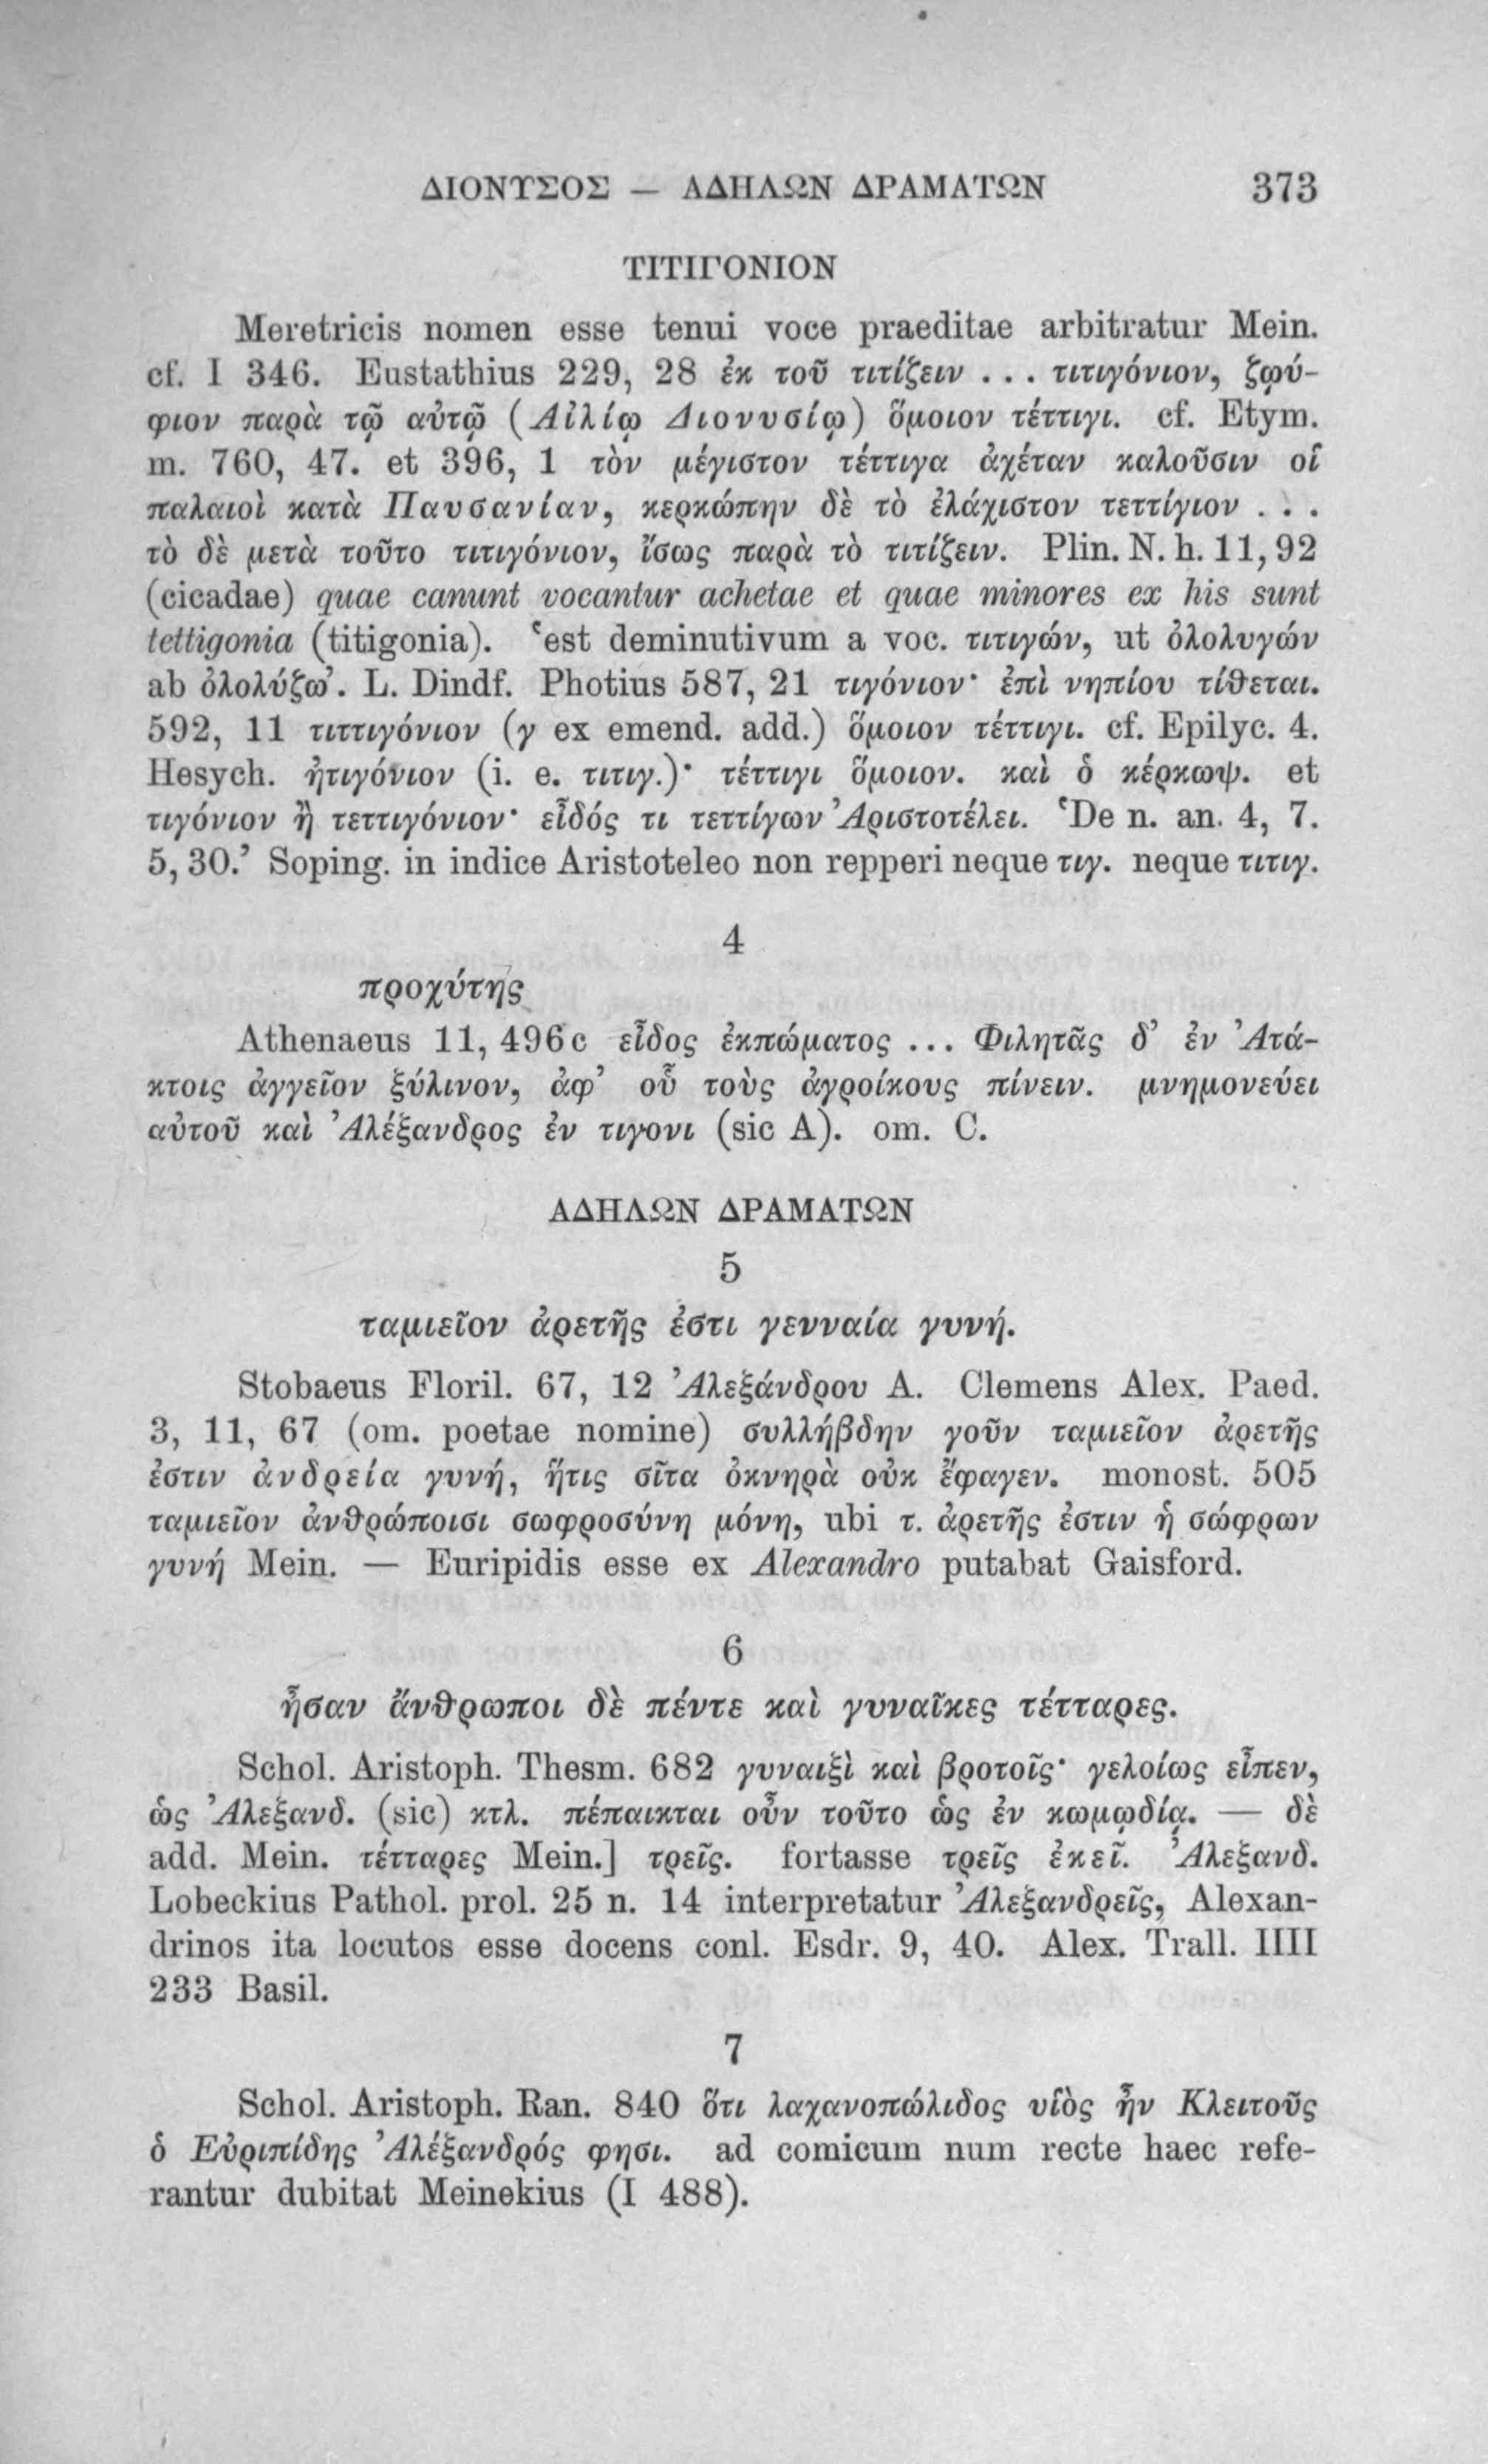 ΔΙΟΝΥΣΟΣ — ΑΔΗΛΩΝ ΔΡΑΜΑΤΩΝ 373
ΤΙΤΙΓΟΝΙΟΝ
Meretricis nomen esse tenui voce praeditae arbitratur Mein.
cf. I 346. Eustathius 229, 28 ἐκ τοῦ τιτίζειν . . . τιτιγόνιον, ζωύ-
φιον παρὰ τῷ αὐτῷ (Αἰλίῳ Διονυσίῳ) ὅμοιον τέττιγι. cf. Etym.
m. 760, 47. et 396, 1 τὸν μέγιστον τέττιγα ἀχέταν καλοῦσιν οἱ
παλαιοὶ κατὰ Παυσανίαν, κερκώπην δὲ τὸ ἐλάχιστον τεττίγιον . . .
τὸ δὲ μετὰ τοῦτο τιτιγόνιον, ἴσως παρὰ τὸ τιτίζειν. Plin. N. h. 11, 92
(cicadae) quae canunt vocantur achetae et quae minores ex his sunt
tettigonia (titigonia). ‘est deminutivum a voc. τιτιγών, ut ὀλολυγών
ab ὀλολύζω’. L. Dindf. Photius 587, 21 τιγόνιον· ἐπὶ νηπίου τίθεται.
592, 11 τιττιγόνιον (γ ex emend. add.) ὅμοιον τέττιγι. cf. Epilyc. 4.
Hesych. ἠτιγόνιον (i. e. τιτιγ.)· τέττιγι ὅμοιον. καὶ ὁ κέρκωψ. et
τιγόνιον ἢ τεττιγόνιον· εἶδός τι τεττίγων Ἀριστοτέλει. ‘De n. an. 4, 7.
5, 30.’ Soping. in indice Aristoteleo non repperi neque τιγ. neque τιτιγ.
4
προχύτης
Athenaeus 11, 496c εἶδος ἐκπώματος ... Φιλητᾶς δ’ ἐν Ἀτά-
κτοις ἀγγεῖον ξύλινον, ἀφ’ οὗ τοὺς ἀγροίκους πίνειν. μνημονεύει
αὐτοῦ καὶ Ἀλέξανδρος ἐν τιγονι (sic A). om. C.
ΑΔΗΛΩΝ ΔΡΑΜΑΤΩΝ
5
ταμιεῖον ἀρετῆς ἐστι γενναία γυνή.
Stobaeus Floril. 67, 12 Ἀλεξάνδρου A. Clemens Alex. Paed.
3, 11, 67 (om. poetae nomine) συλλήβδην γοῦν ταμιεῖον ἀρετῆς
ἐστιν ἀνδρεία γυνή, ἥτις σῖτα ὀκνηρὰ οὐκ ἔφαγεν. monost. 505
ταμιεῖον ἀνθρώποισι σωφροσύνη μόνη, ubi τ. ἀρετῆς ἐστιν ἡ σώφρων
γυνή Mein. — Euripidis esse ex Alexandro putabat Gaisford.
6
ἦσαν ἄνθρωποι δὲ πέντε καὶ γυναῖκες τέτταρες.
Schol. Aristoph. Thesm. 682 γυναιξὶ καὶ βροτοῖς· γελοίως εἶπεν,
ὡς Ἀλεξανδ. (sic) κτλ. πέπαικται οὖν τοῦτο ὡς ἐν κωμῳδίᾳ. — δὲ
add. Mein. τέτταρες Mein.] τρεῖς. fortasse τρεῖς ἐκεῖ. Ἀλεξανδ.
Lobeckius Pathol. prol. 25 n. 14 interpretatur Ἀλεξανδρεῖς, Alexan-
drinos ita locutos esse docens conl. Esdr. 9, 40. Alex. Trall. IIII
233 Basil.
7
Schol. Aristoph. Ran. 840 ὅτι λαχανοπώλιδος υἱὸς ἦν Κλειτοῦς
ὁ Εὐριπίδης Ἀλέξανδρός φησι. ad comicum num recte haec refe-
rantur dubitat Meinekius (I 488).